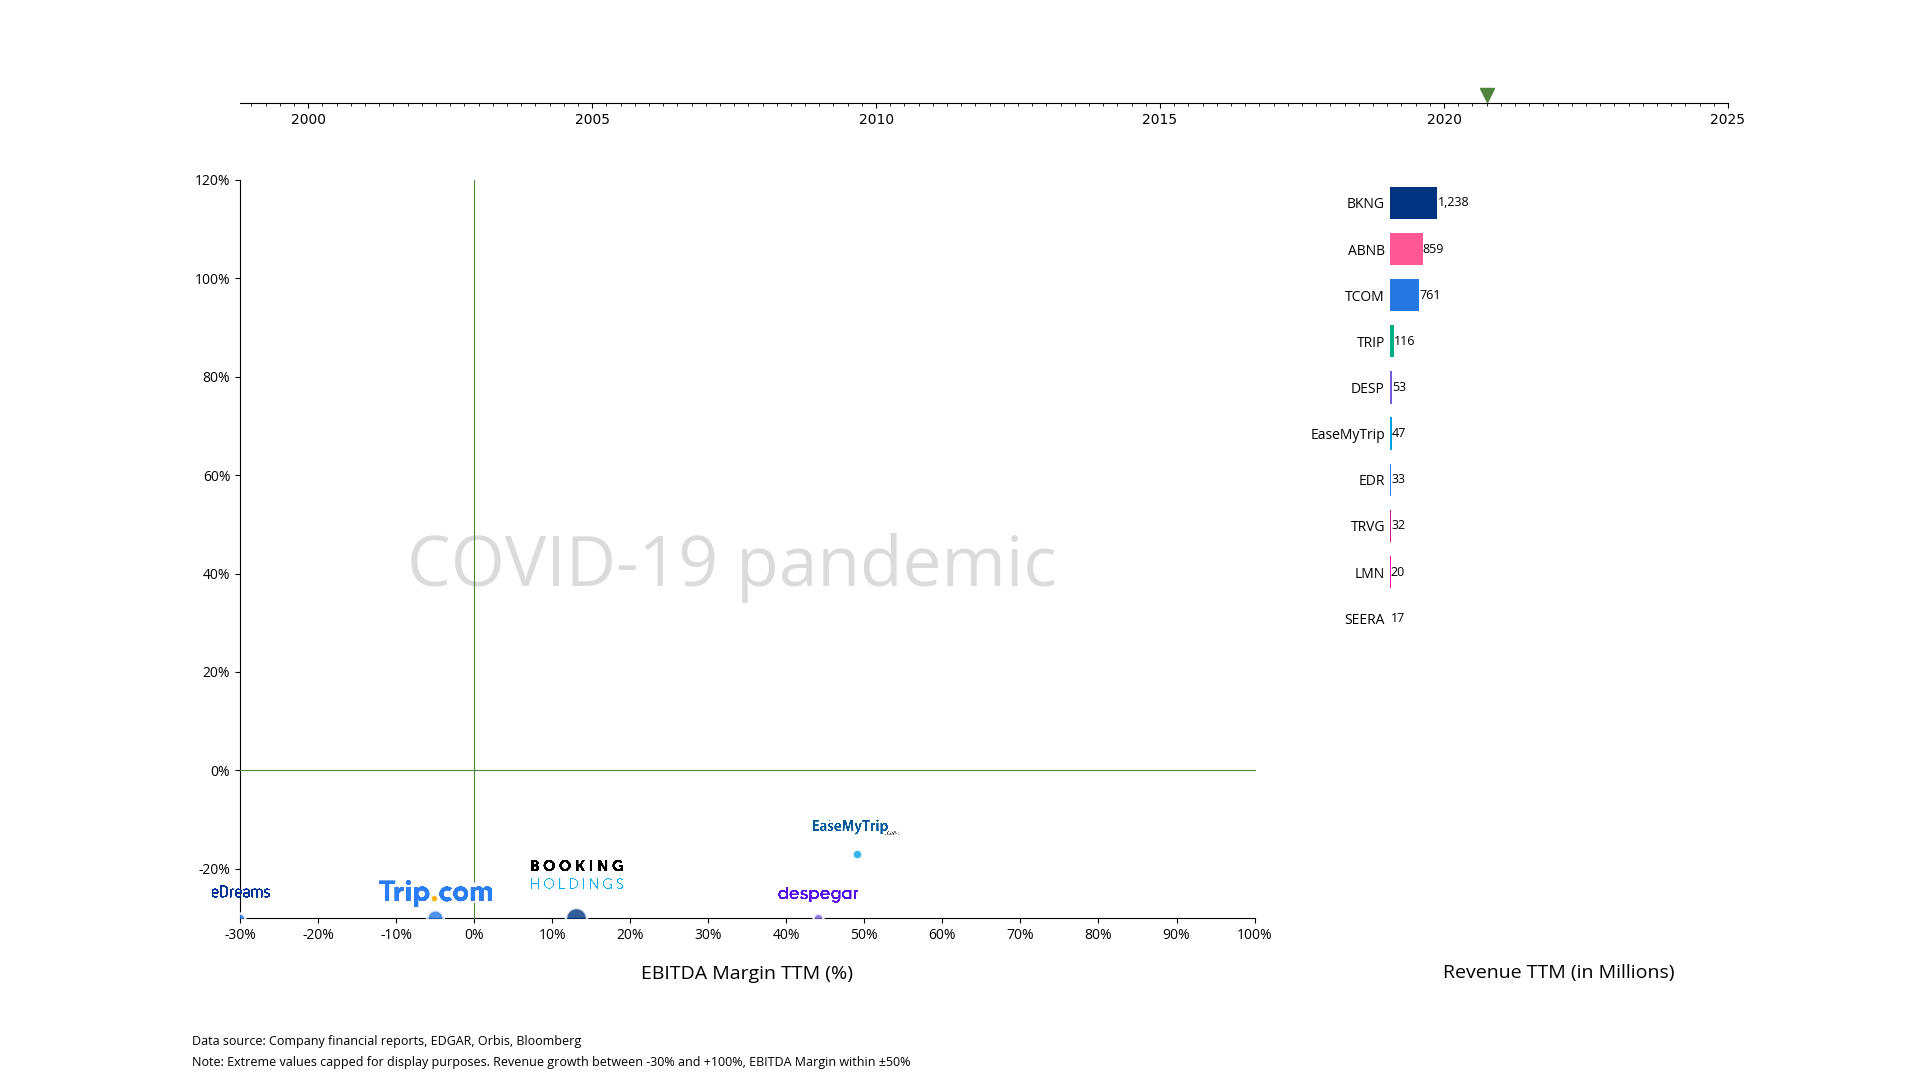 2000 2005 2010 2015 2020 2025
120%
100%
80%
60%
40%
20%
0%
-20%
COVID-19 pandemic
EaseMyTrip.com
BOOKING
HOLDINGS
eDreams
Trip.com
despegar
-30% -20% -10% 0% 10% 20% 30% 40% 50% 60% 70% 80% 90% 100%
EBITDA Margin TTM (%)
BKNG 1,238
ABNB 859
TCOM 761
TRIP 116
DESP 53
EaseMyTrip 47
EDR 33
TRVG 32
LMN 20
SEERA 17
Revenue TTM (in Millions)
Data source: Company financial reports, EDGAR, Orbis, Bloomberg
Note: Extreme values capped for display purposes. Revenue growth between -30% and +100%, EBITDA Margin within ±50%